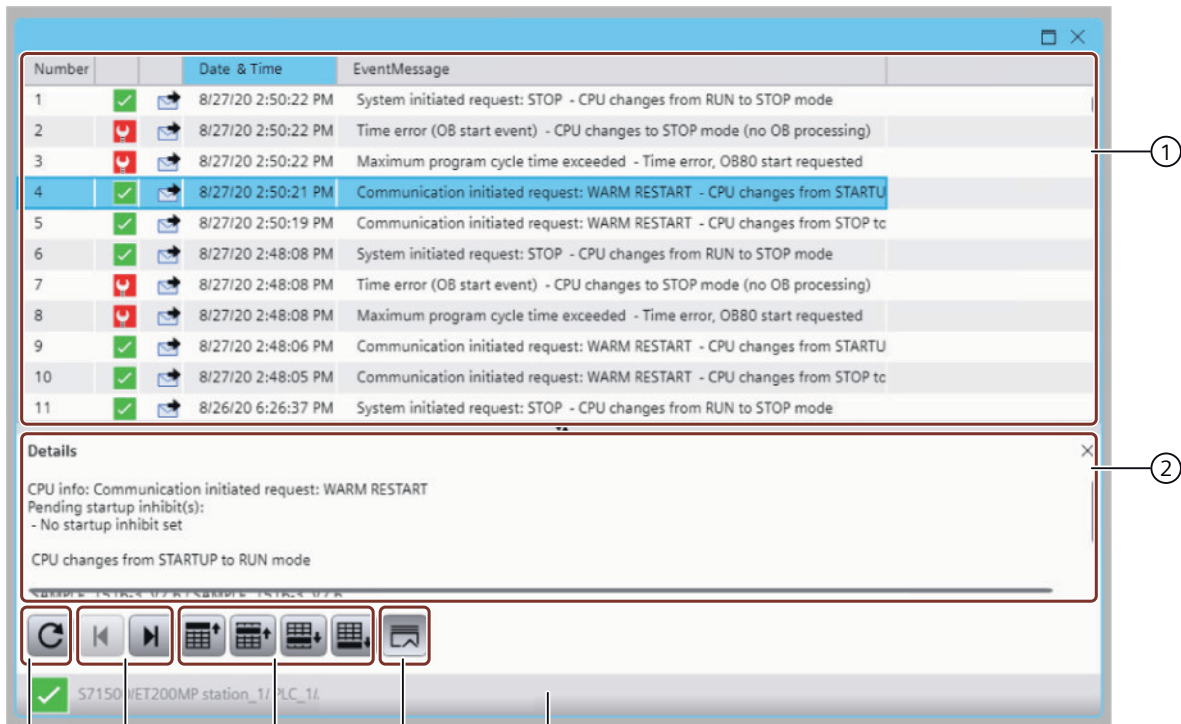 Number Date & Time EventMessage
1 8/27/20 2:50:22 PM System initiated request: STOP - CPU changes from RUN to STOP mode
2 8/27/20 2:50:22 PM Time error (OB start event) - CPU changes to STOP mode (no OB processing)
3 8/27/20 2:50:22 PM Maximum program cycle time exceeded - Time error, OB80 start requested
1
4 8/27/20 2:50:21 PM Communication initiated request: WARM RESTART - CPU changes from STARTU
5 8/27/20 2:50:19 PM Communication initiated request: WARM RESTART - CPU changes from STOP to
6 8/27/20 2:48:08 PM System initiated request: STOP - CPU changes from RUN to STOP mode
7 8/27/20 2:48:08 PM Time error (OB start event) - CPU changes to STOP mode (no OB processing)
8 8/27/20 2:48:08 PM Maximum program cycle time exceeded - Time error, OB80 start requested
9 8/27/20 2:48:06 PM Communication initiated request: WARM RESTART - CPU changes from STARTU
10 8/27/20 2:48:05 PM Communication initiated request: WARM RESTART - CPU changes from STOP to
11 8/26/20 6:26:37 PM System initiated request: STOP - CPU changes from RUN to STOP mode
Details
2
CPU info: Communication initiated request: WARM RESTART
Pending startup inhibit(s):
- No startup inhibit set
CPU changes from STARTUP to RUN mode
S71500/ET200MP station_1/PLC_1/.